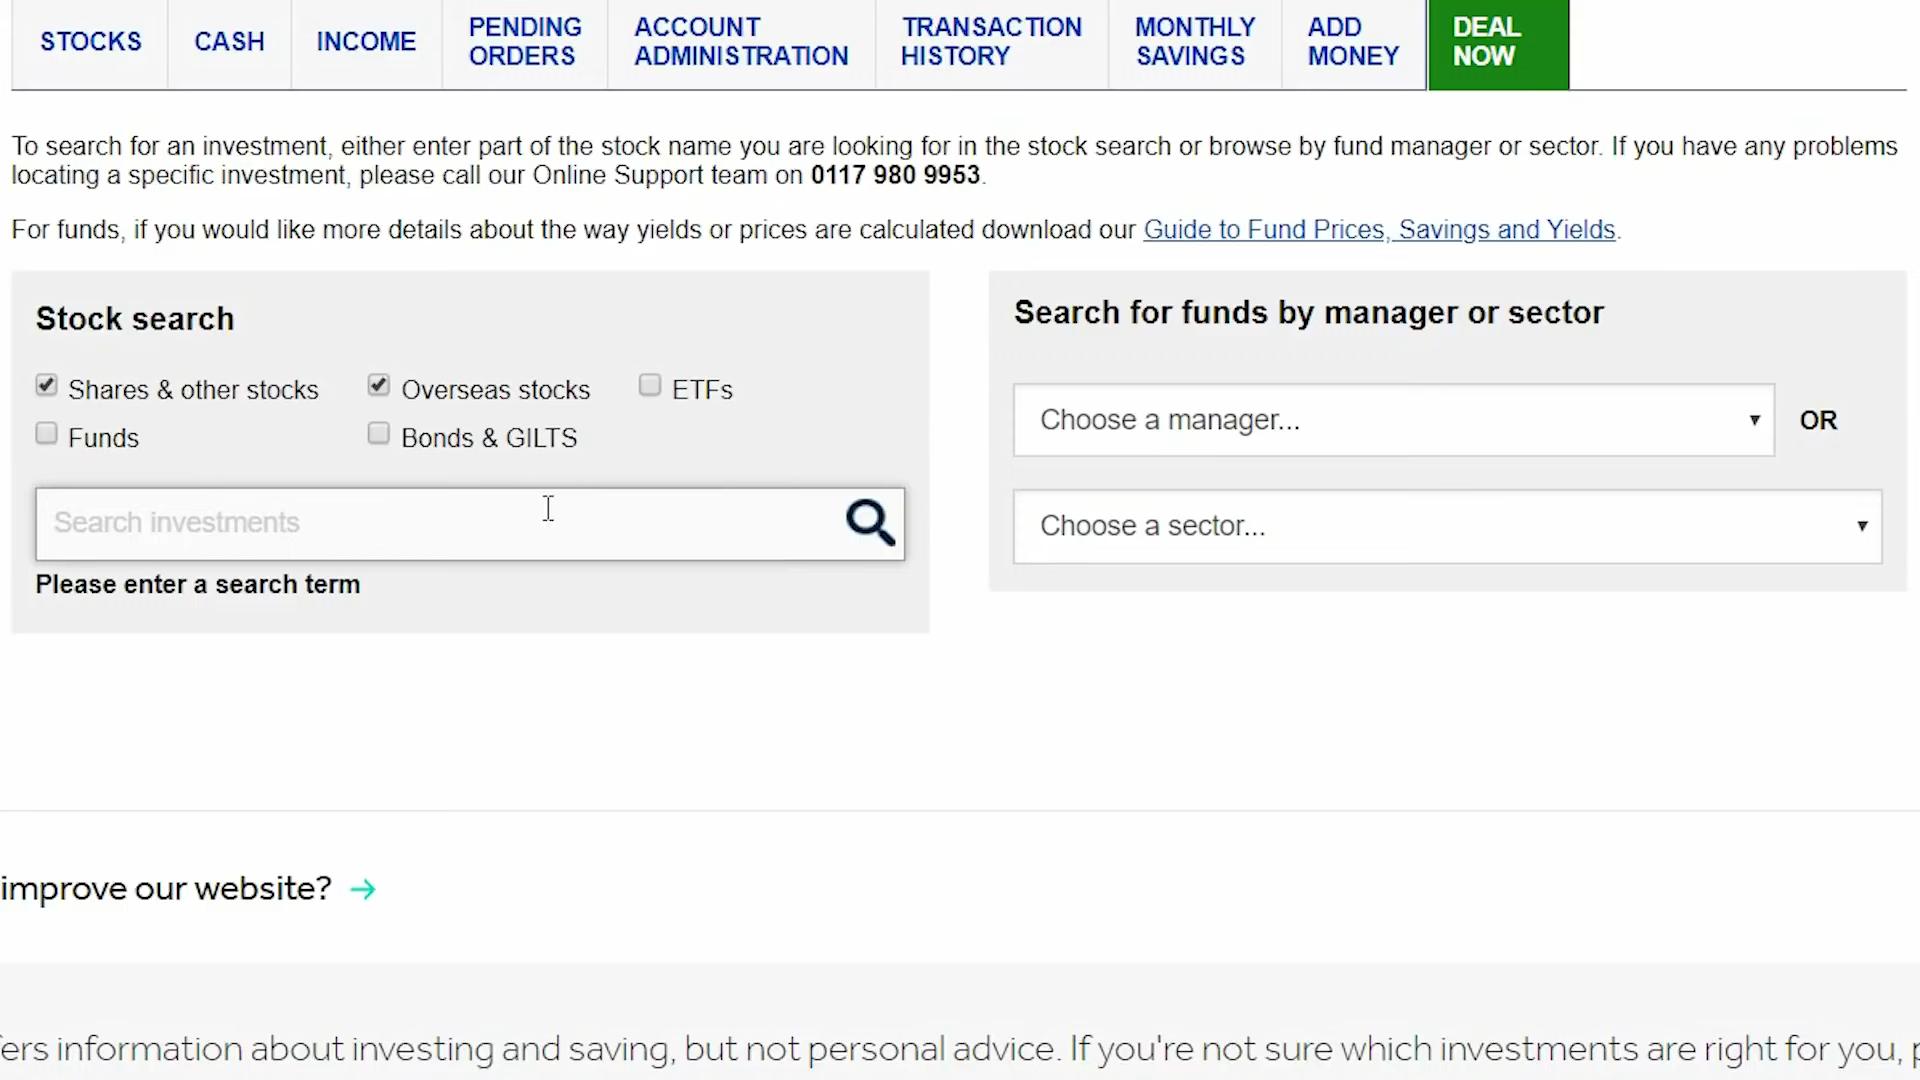 STOCKS
CASH
INCOME
PENDING
ORDERS
ACCOUNT
ADMINISTRATION
TRANSACTION
HISTORY
MONTHLY
SAVINGS
ADD
MONEY
DEAL
NOW
To search for an investment, either enter part of the stock name you are looking for in the stock search or browse by fund manager or sector. If you have any problems
locating a specific investment, please call our Online Support team on 0117 980 9953.
For funds, if you would like more details about the way yields or prices are calculated download our Guide to Fund Prices, Savings and Yields.
Stock search
Shares & other stocks
Overseas stocks
ETFs
Funds
Bonds & GILTS
Search investments
Please enter a search term
Search for funds by manager or sector
Choose a manager...
OR
Choose a sector...
improve our website?
ers information about investing and saving, but not personal advice. If you're not sure which investments are right for you,